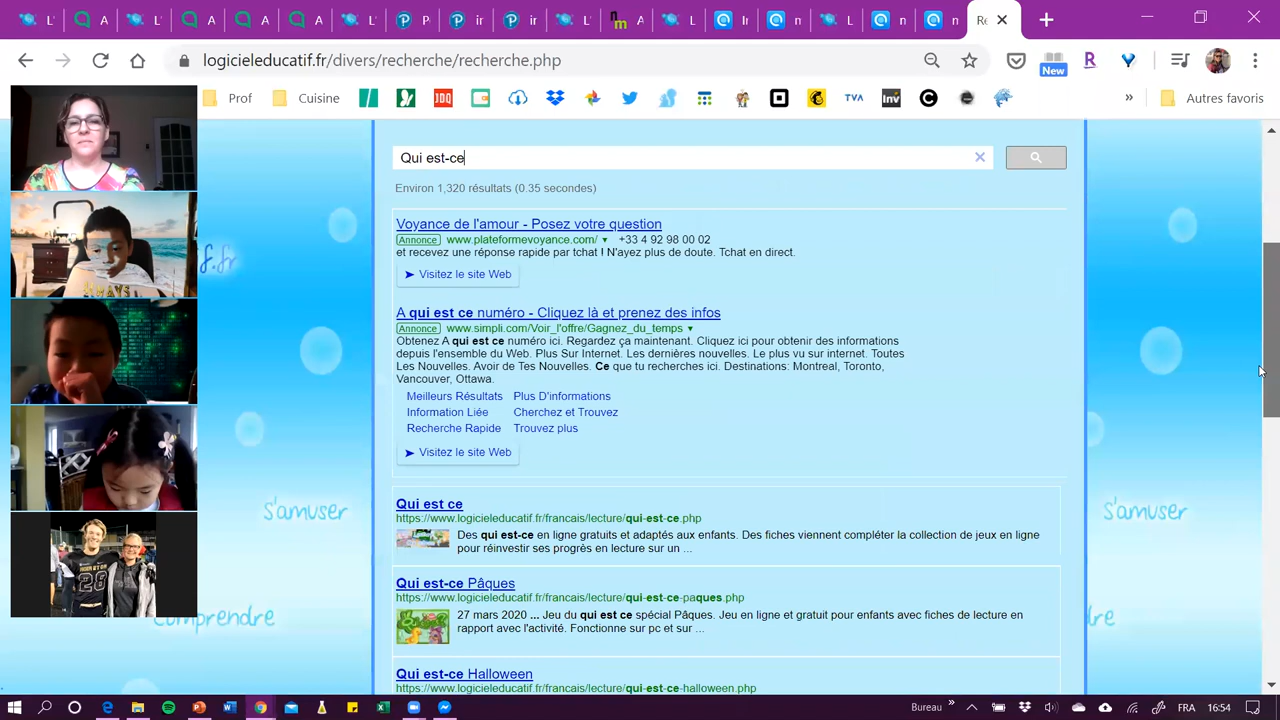 logicieleducatif.fr/divers/recherche/recherche.php
New
Prof
Cuisine
JDQ
TVA
Inv
Autres favoris
Qui est-ce
Environ 1,320 résultats (0.35 secondes)
Voyance de l'amour - Posez votre question
Annonce www.plateformevoyance.com/ +33 4 92 98 00 02
et recevez une réponse rapide par tchat ! N'ayez plus de doute. Tchat en direct.
Visitez le site Web
A qui est ce numéro - Cliquez là et prenez des infos
Annonce www.simpli.com/Voir_l'offre/Gagnez_du_temps
Obtenez A qui est ce numéro ici. Regardez ça maintenant. Cliquez ici pour obtenir des informations
depuis l'ensemble du Web. Plus Sur Internet. Les dernières nouvelles. Le plus vu sur internet. Toutes
Les Nouvelles. Avoir de Tes Nouvelles. Ce que tu recherches ici. Destinations: Montreal, Toronto,
Vancouver, Ottawa.
Meilleurs Résultats Plus D'informations
Information Liée Cherchez et Trouvez
Recherche Rapide Trouvez plus
Visitez le site Web
Qui est ce
https://www.logicieleducatif.fr/francais/lecture/qui-est-ce.php
Des qui est-ce en ligne gratuits et adaptés aux enfants. Des fiches viennent compléter la collection de jeux en ligne
pour réinvestir ses progrès en lecture sur un ...
Qui est-ce Pâques
https://www.logicieleducatif.fr/francais/lecture/qui-est-ce-paques.php
27 mars 2020 ... Jeu du qui est ce spécial Pâques. Jeu en ligne et gratuit pour enfants avec fiches de lecture en
rapport avec l'activité. Fonctionne sur pc et sur ...
Qui est-ce Halloween
https://www.logicieleducatif.fr/francais/lecture/qui-est-ce-halloween.php
s'amuser
s'amuser
comprendre
28
Bureau
FRA
16:54